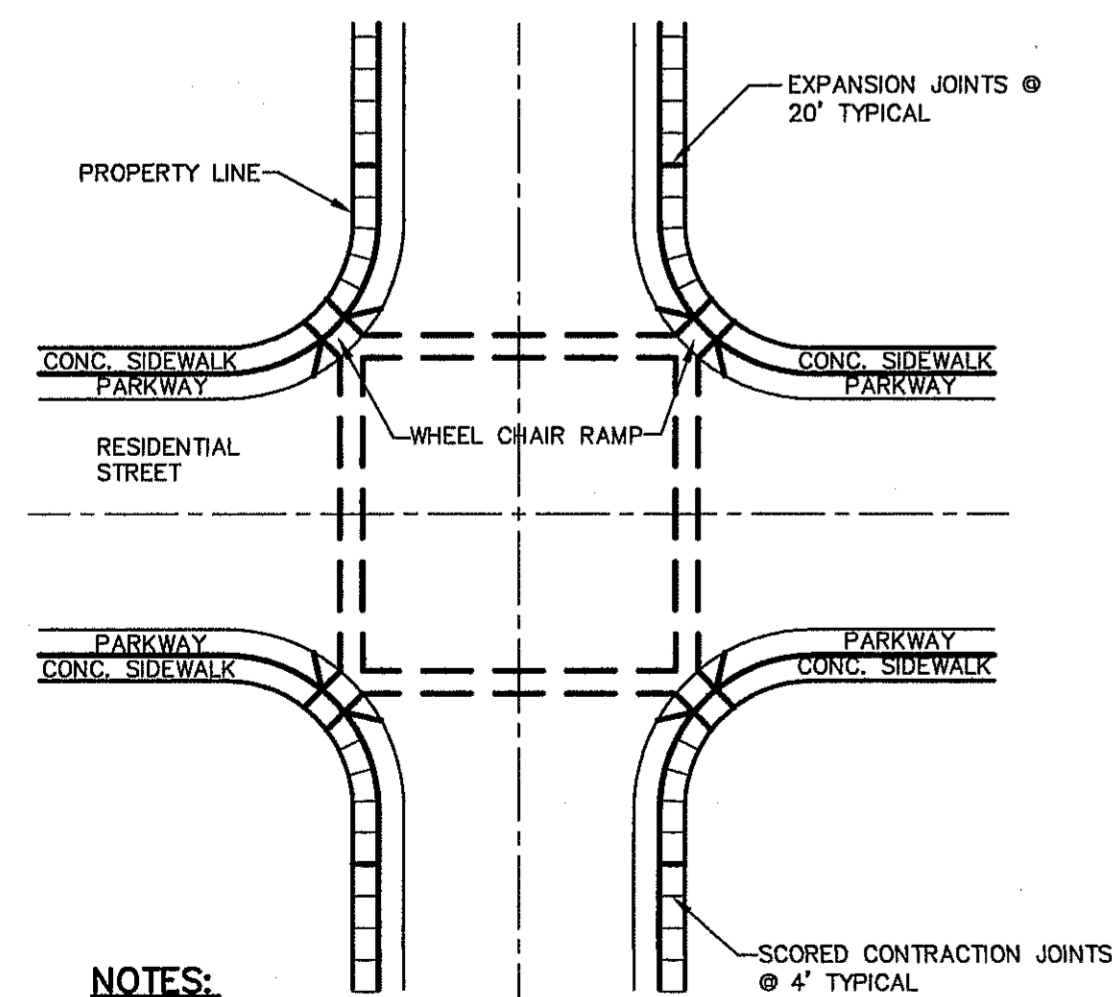 EXPANSION JOINTS @
20' TYPICAL
PROPERTY LINE
CONC. SIDEWALK
PARKWAY
CONC. SIDEWALK
PARKWAY
RESIDENTIAL
STREET
WHEEL CHAIR RAMP
PARKWAY
CONC. SIDEWALK
PARKWAY
CONC. SIDEWALK
SCORED CONTRACTION JOINTS
@ 4' TYPICAL
NOTES: